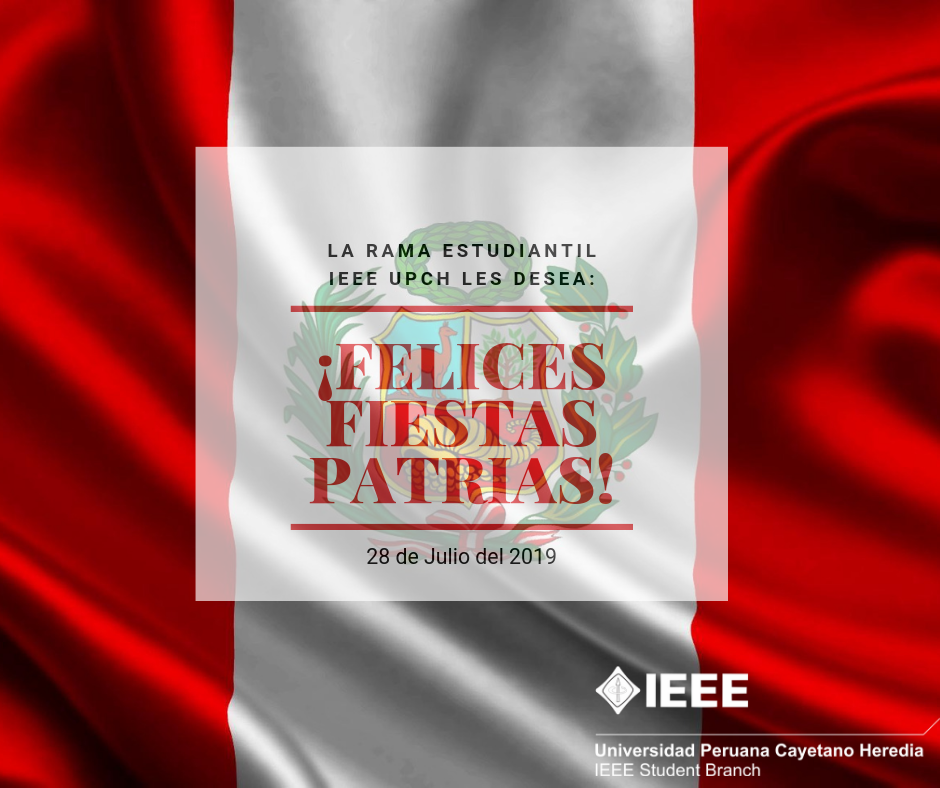 LA RAMA ESTUDIANTIL
IEEE UPCH LES DESEA:
¡FELICES
FIESTAS
PATRIAS!
28 de Julio del 2019
IEEE
Universidad Peruana Cayetano Heredia
IEEE Student Branch